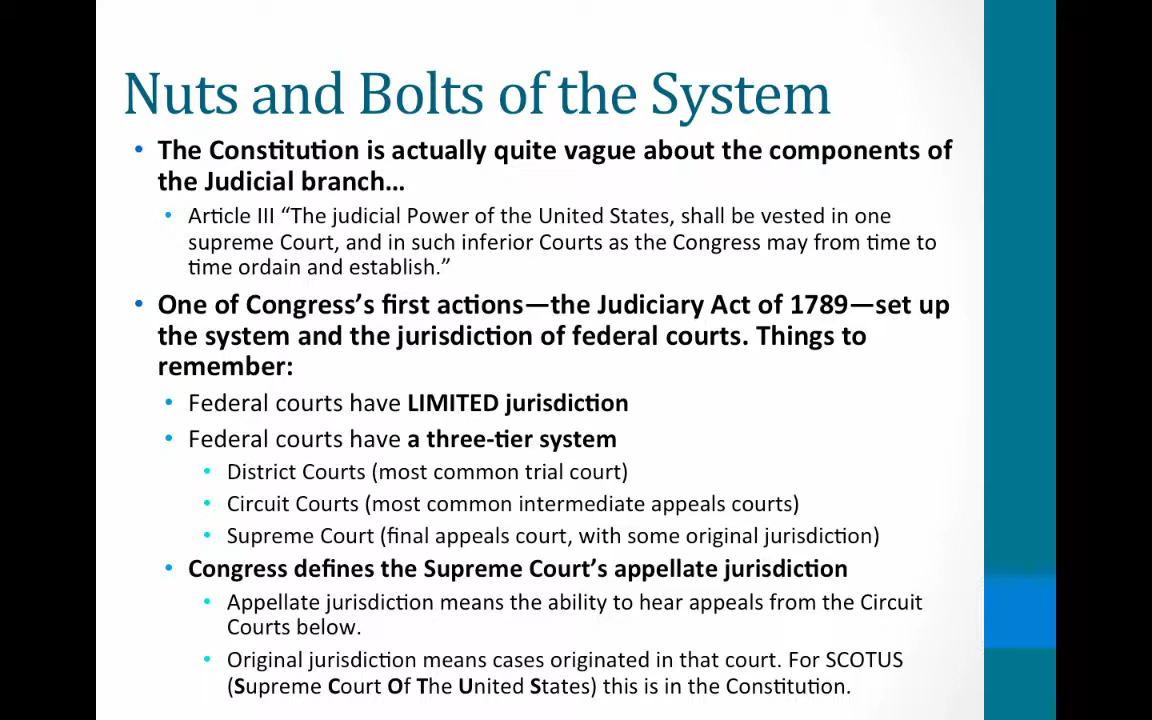 Nuts and Bolts of the System
• The Constitution is actually quite vague about the components of
the Judicial branch…
• Article III “The judicial Power of the United States, shall be vested in one
supreme Court, and in such inferior Courts as the Congress may from time to
time ordain and establish.”
• One of Congress’s first actions—the Judiciary Act of 1789—set up
the system and the jurisdiction of federal courts. Things to
remember:
• Federal courts have LIMITED jurisdiction
• Federal courts have a three-tier system
• District Courts (most common trial court)
• Circuit Courts (most common intermediate appeals courts)
• Supreme Court (final appeals court, with some original jurisdiction)
• Congress defines the Supreme Court’s appellate jurisdiction
• Appellate jurisdiction means the ability to hear appeals from the Circuit
Courts below.
• Original jurisdiction means cases originated in that court. For SCOTUS
(Supreme Court Of The United States) this is in the Constitution.